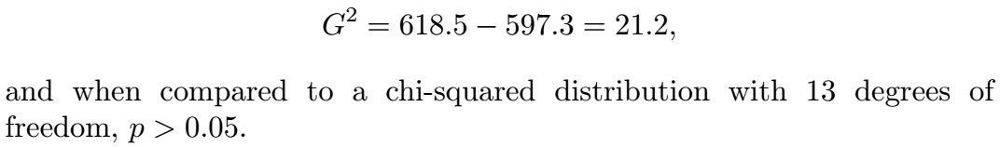 G² = 618.5 − 597.3 = 21.2,
and when compared to a chi-squared distribution with 13 degrees of
freedom, p > 0.05.